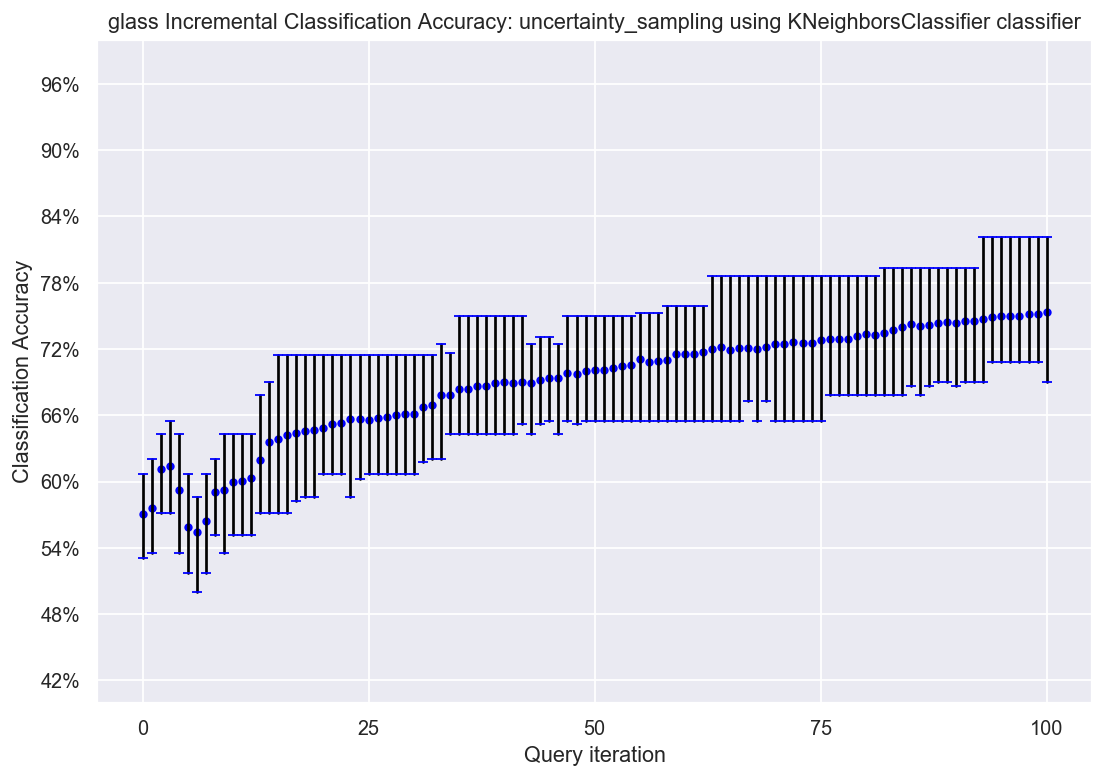 glass Incremental Classification Accuracy: uncertainty_sampling using KNeighborsClassifier classifier
96%
90%
84%
78%
72%
66%
60%
54%
48%
42%
Classification Accuracy
0 25 50 75 100
Query iteration